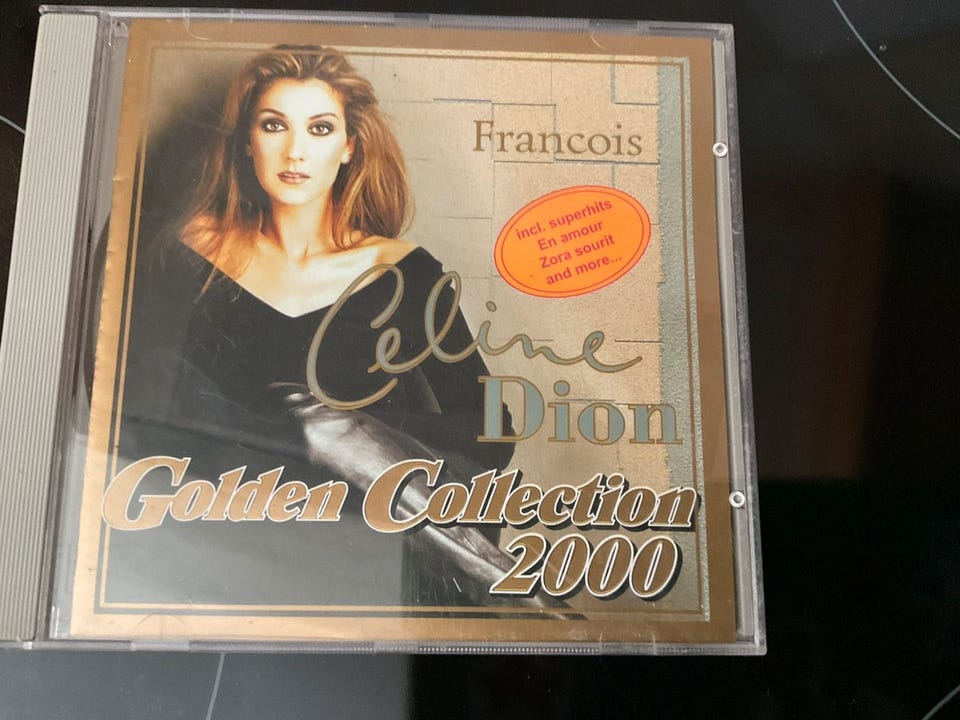 Francois
incl. superhits
En amour
Zora sourit
and more...
Celine
Dion
Golden Collection
2000